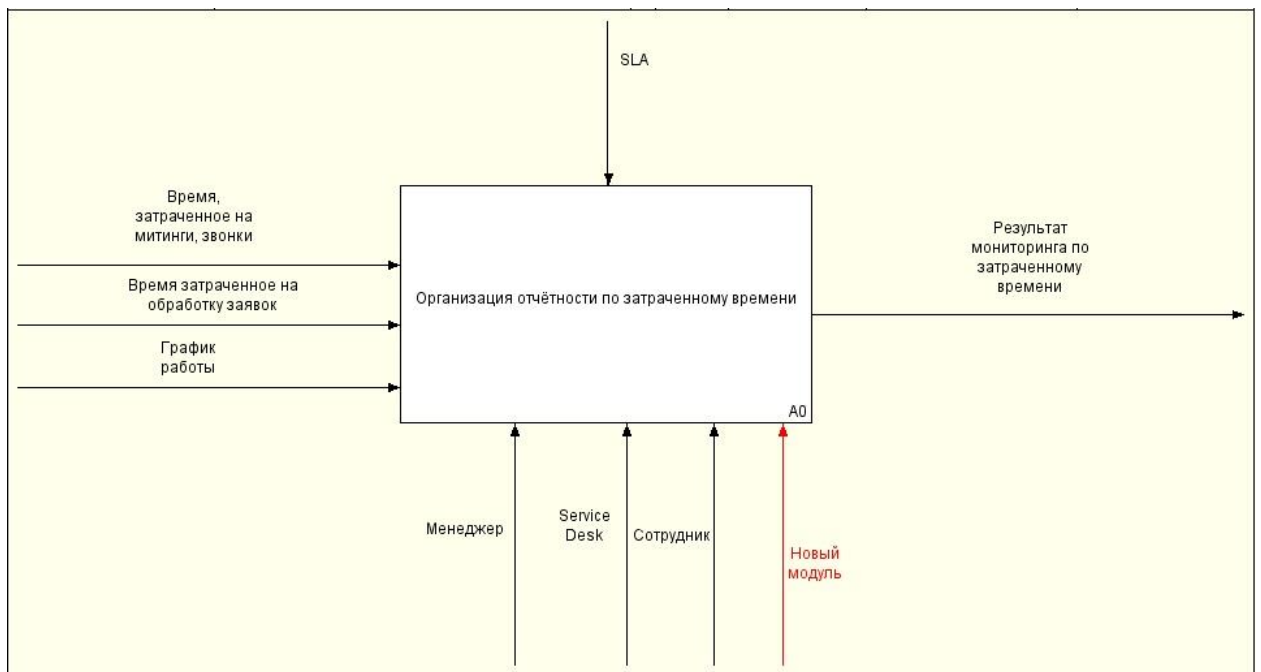 SLA
Время,
затраченное на
митинги, звонки
Время затраченное на
обработку заявок
График
работы
Организация отчётности по затраченному времени
A0
Результат
мониторинга по
затраченному
времени
Менеджер
Service
Desk
Сотрудник
Новый
модуль